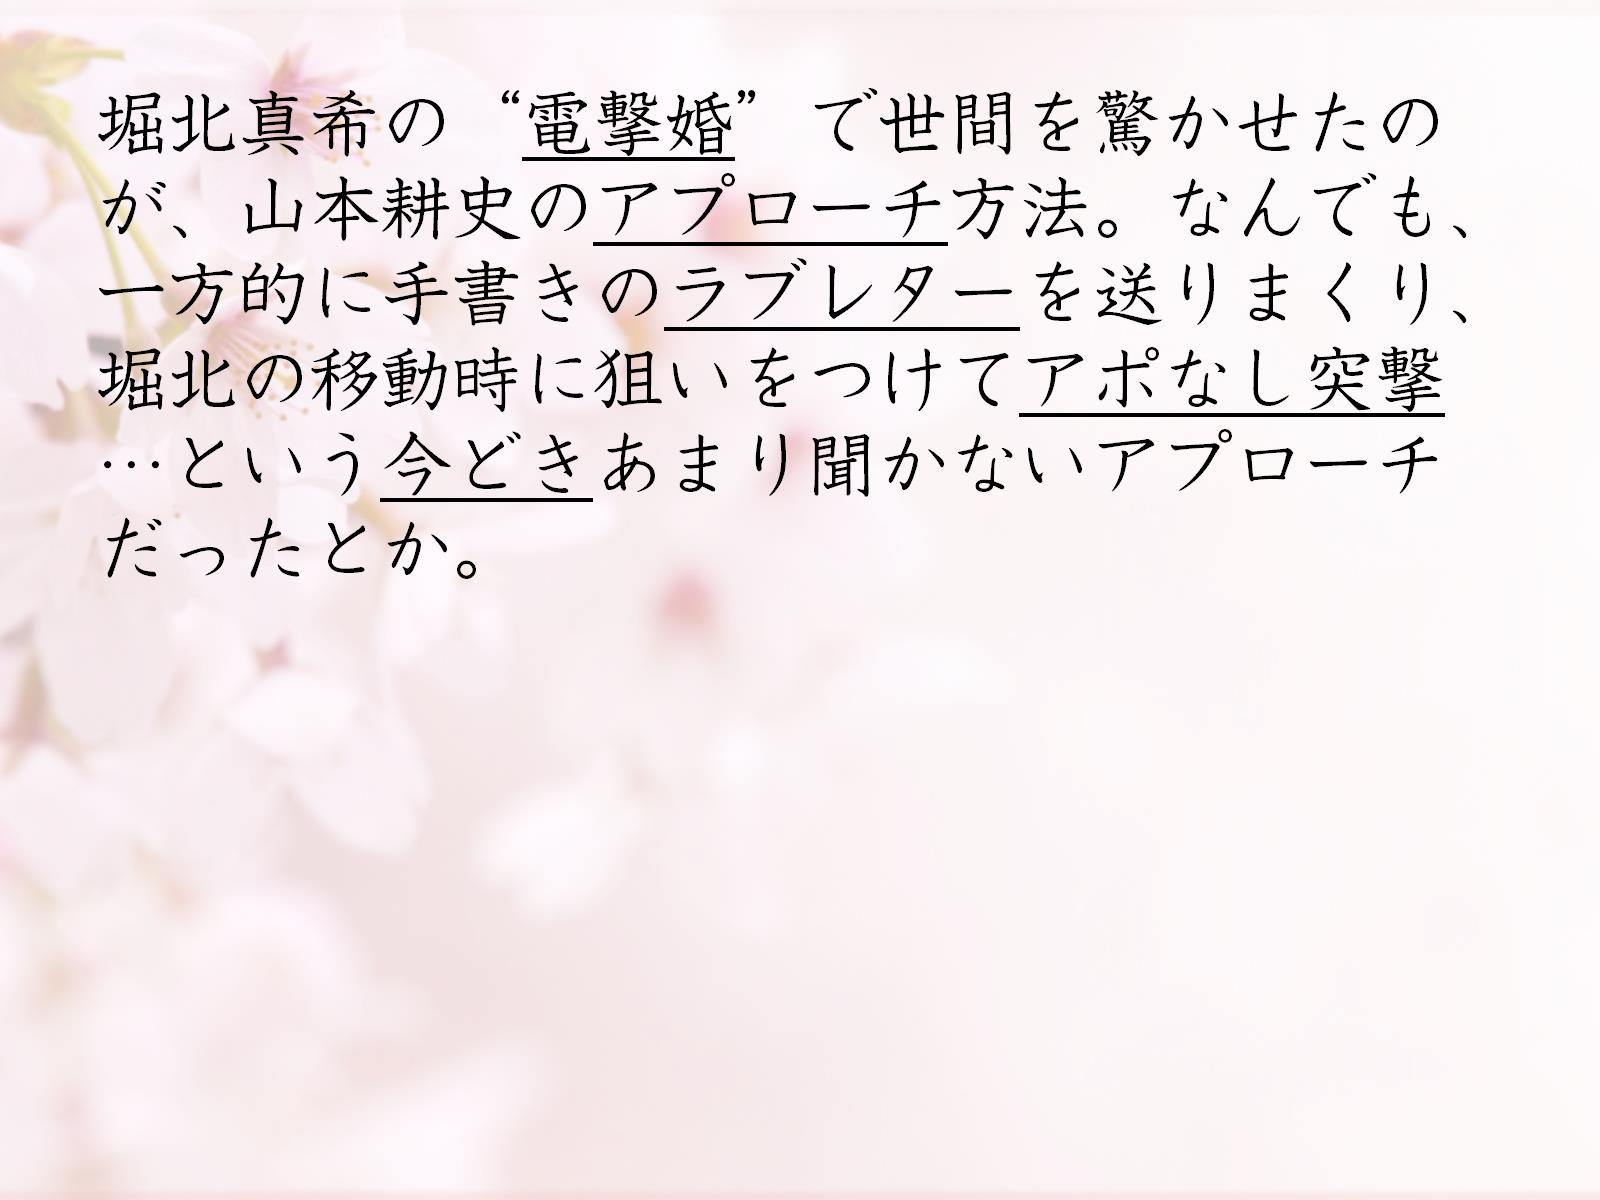 堀北真希の“電撃婚”で世間を驚かせたの
が、山本耕史のアプローチ方法。なんでも、
一方的に手書きのラブレターを送りまくり、
堀北の移動時に狙いをつけてアポなし突撃
…という今どきあまり聞かないアプローチ
だったとか。